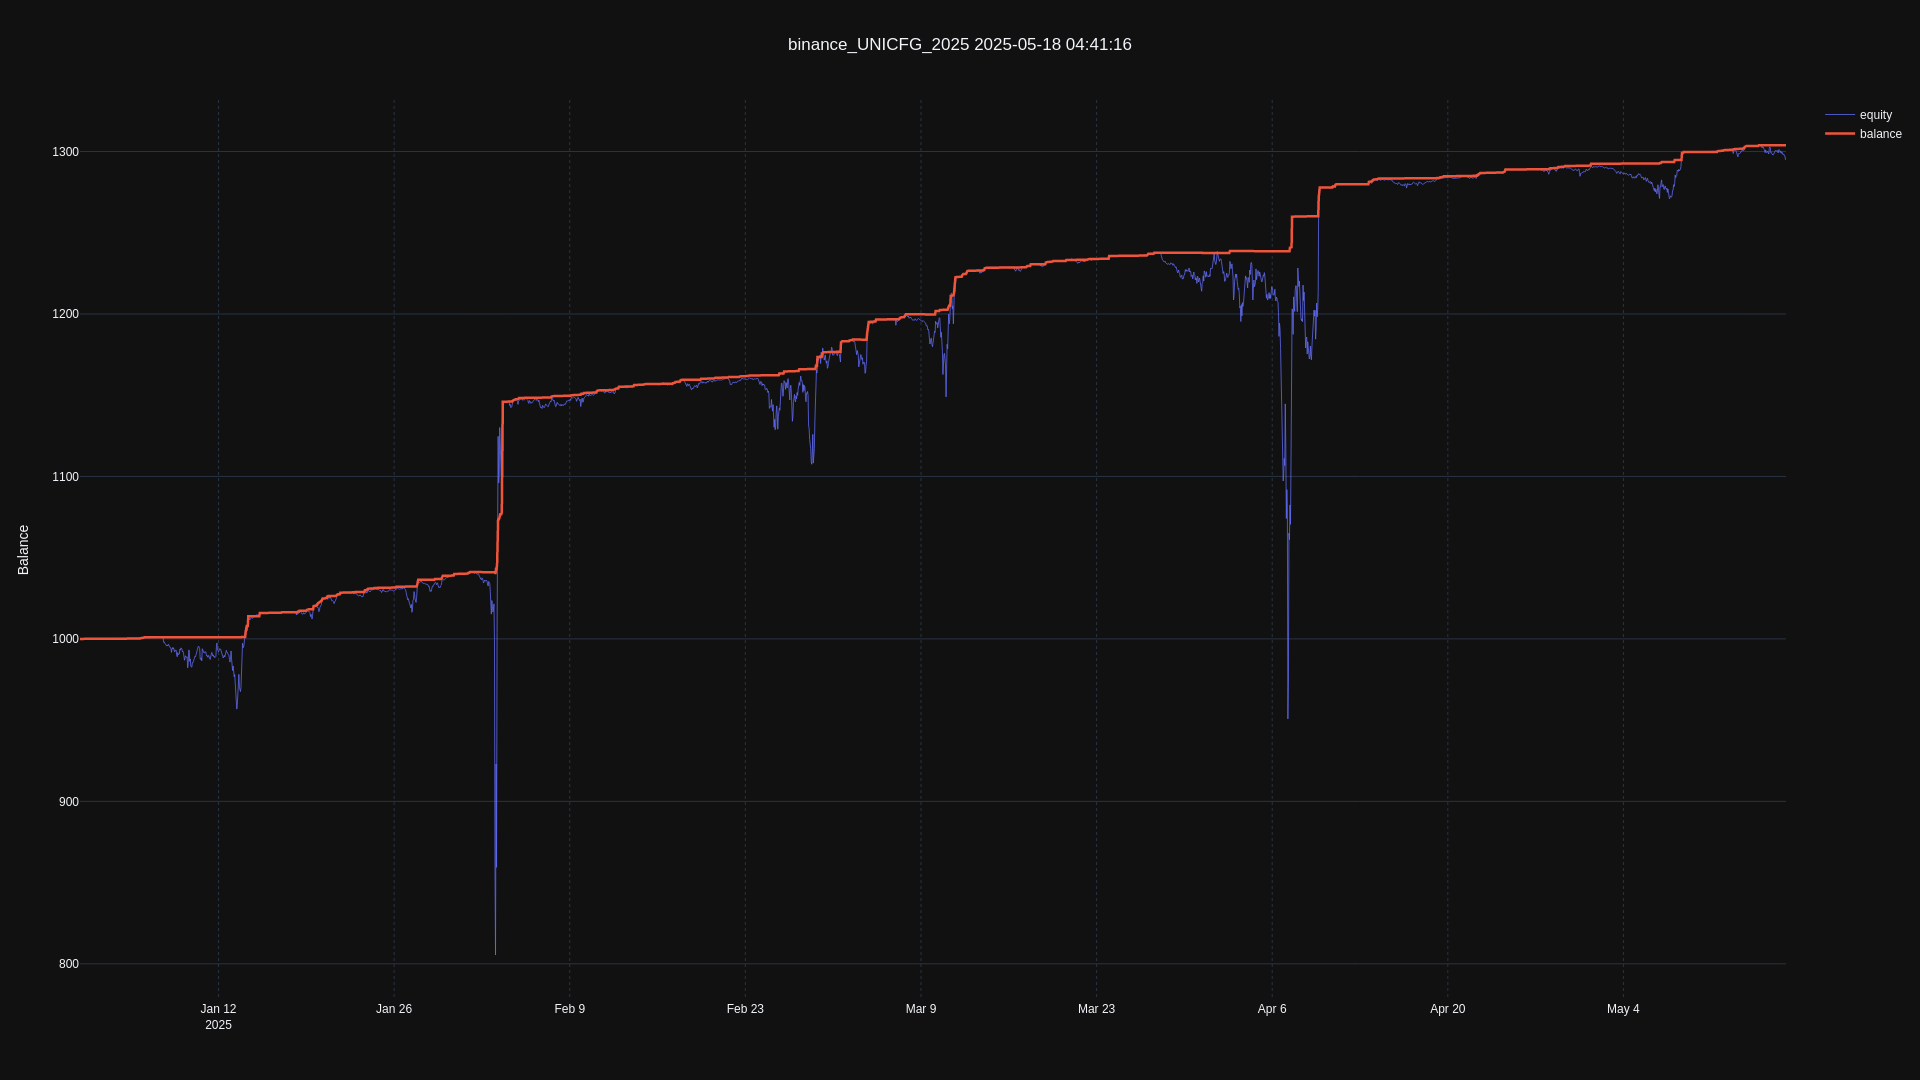 binance_UNICFG_2025 2025-05-18 04:41:16
equity
balance
1300
1200
1100
1000
900
800
Balance
Jan 12
2025
Jan 26
Feb 9
Feb 23
Mar 9
Mar 23
Apr 6
Apr 20
May 4